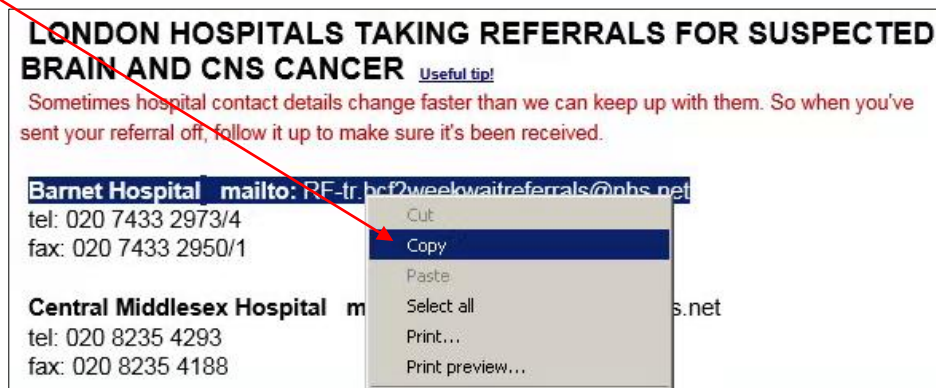 LONDON HOSPITALS TAKING REFERRALS FOR SUSPECTED
BRAIN AND CNS CANCER Useful tip!
Sometimes hospital contact details change faster than we can keep up with them. So when you've
sent your referral off, follow it up to make sure it's been received.
Barnet Hospital mailto: RF-tr.bcf2weekwaitreferrals@nhs.net
tel: 020 7433 2973/4
fax: 020 7433 2950/1
Cut
Copy
Paste
Select all
Print...
Print preview...
Central Middlesex Hospital m s.net
tel: 020 8235 4293
fax: 020 8235 4188